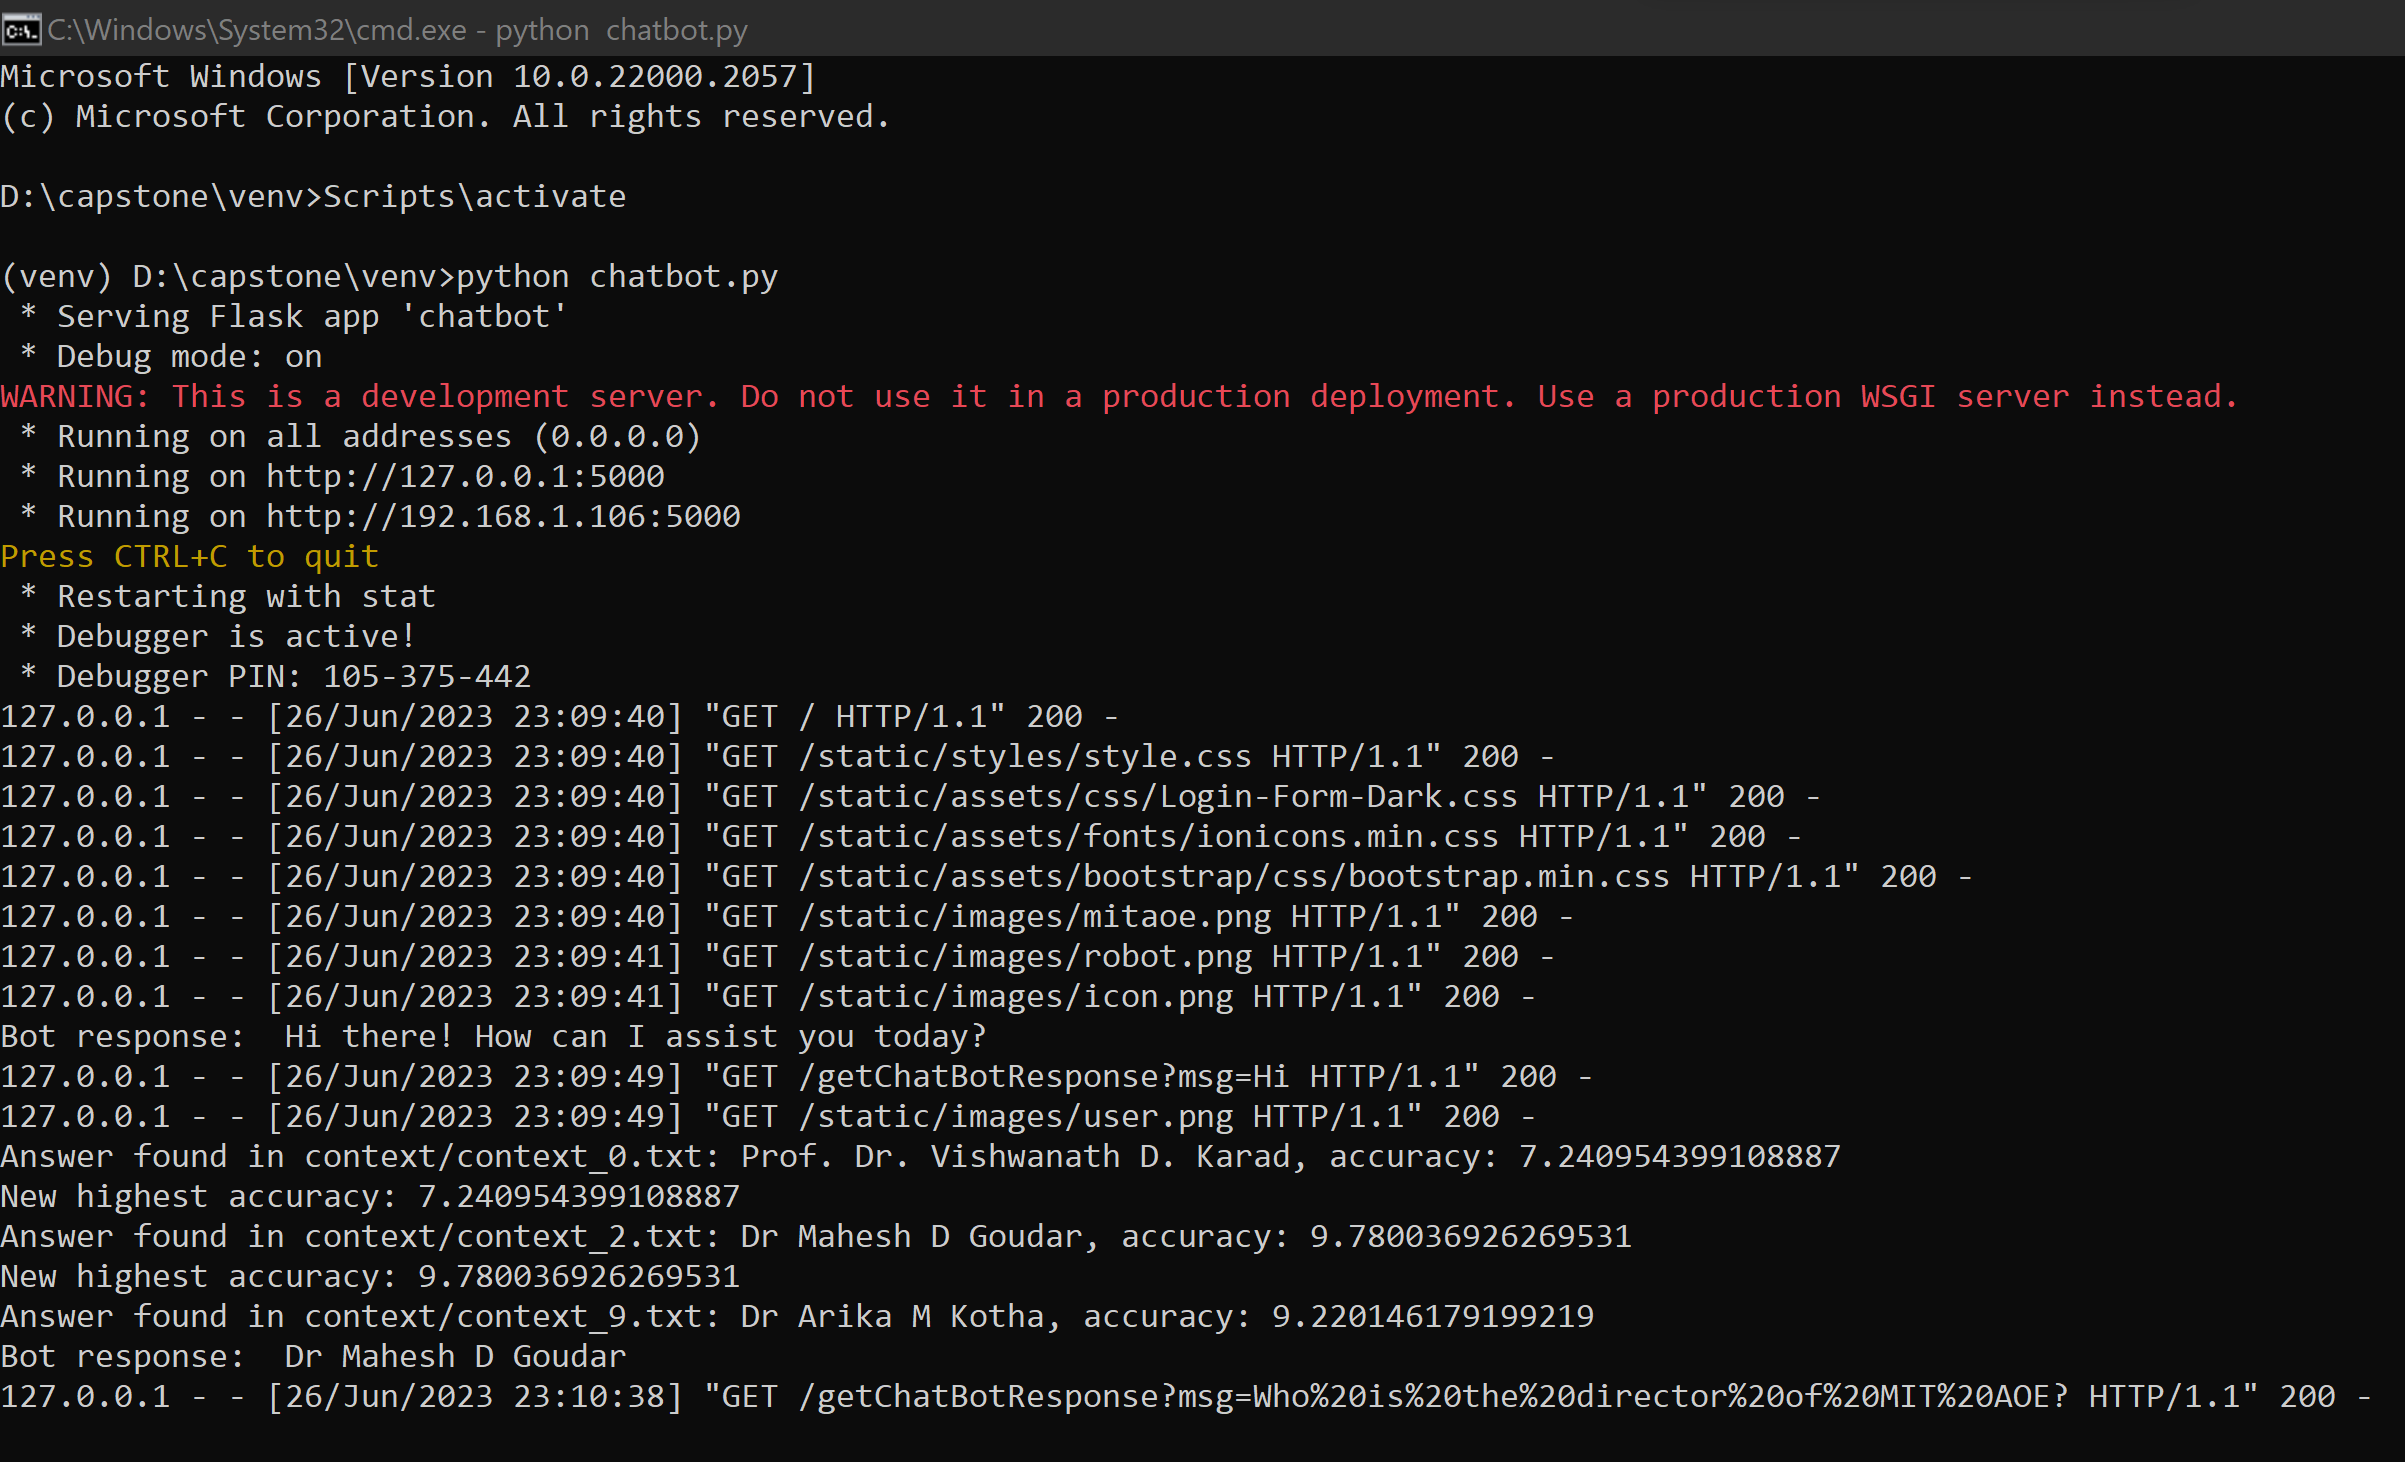 C:\Windows\System32\cmd.exe - python  chatbot.py
Microsoft Windows [Version 10.0.22000.2057]
(c) Microsoft Corporation. All rights reserved.
D:\capstone\venv>Scripts\activate
(venv) D:\capstone\venv>python chatbot.py
 * Serving Flask app 'chatbot'
 * Debug mode: on
WARNING: This is a development server. Do not use it in a production deployment. Use a production WSGI server instead.
 * Running on all addresses (0.0.0.0)
 * Running on http://127.0.0.1:5000
 * Running on http://192.168.1.106:5000
Press CTRL+C to quit
 * Restarting with stat
 * Debugger is active!
 * Debugger PIN: 105-375-442
127.0.0.1 - - [26/Jun/2023 23:09:40] "GET / HTTP/1.1" 200 -
127.0.0.1 - - [26/Jun/2023 23:09:40] "GET /static/styles/style.css HTTP/1.1" 200 -
127.0.0.1 - - [26/Jun/2023 23:09:40] "GET /static/assets/css/Login-Form-Dark.css HTTP/1.1" 200 -
127.0.0.1 - - [26/Jun/2023 23:09:40] "GET /static/assets/fonts/ionicons.min.css HTTP/1.1" 200 -
127.0.0.1 - - [26/Jun/2023 23:09:40] "GET /static/assets/bootstrap/css/bootstrap.min.css HTTP/1.1" 200 -
127.0.0.1 - - [26/Jun/2023 23:09:40] "GET /static/images/mitaoe.png HTTP/1.1" 200 -
127.0.0.1 - - [26/Jun/2023 23:09:41] "GET /static/images/robot.png HTTP/1.1" 200 -
127.0.0.1 - - [26/Jun/2023 23:09:41] "GET /static/images/icon.png HTTP/1.1" 200 -
Bot response:  Hi there! How can I assist you today?
127.0.0.1 - - [26/Jun/2023 23:09:49] "GET /getChatBotResponse?msg=Hi HTTP/1.1" 200 -
127.0.0.1 - - [26/Jun/2023 23:09:49] "GET /static/images/user.png HTTP/1.1" 200 -
Answer found in context/context_0.txt: Prof. Dr. Vishwanath D. Karad, accuracy: 7.240954399108887
New highest accuracy: 7.240954399108887
Answer found in context/context_2.txt: Dr Mahesh D Goudar, accuracy: 9.780036926269531
New highest accuracy: 9.780036926269531
Answer found in context/context_9.txt: Dr Arika M Kotha, accuracy: 9.220146179199219
Bot response:  Dr Mahesh D Goudar
127.0.0.1 - - [26/Jun/2023 23:10:38] "GET /getChatBotResponse?msg=Who%20is%20the%20director%20of%20MIT%20AOE? HTTP/1.1" 200 -